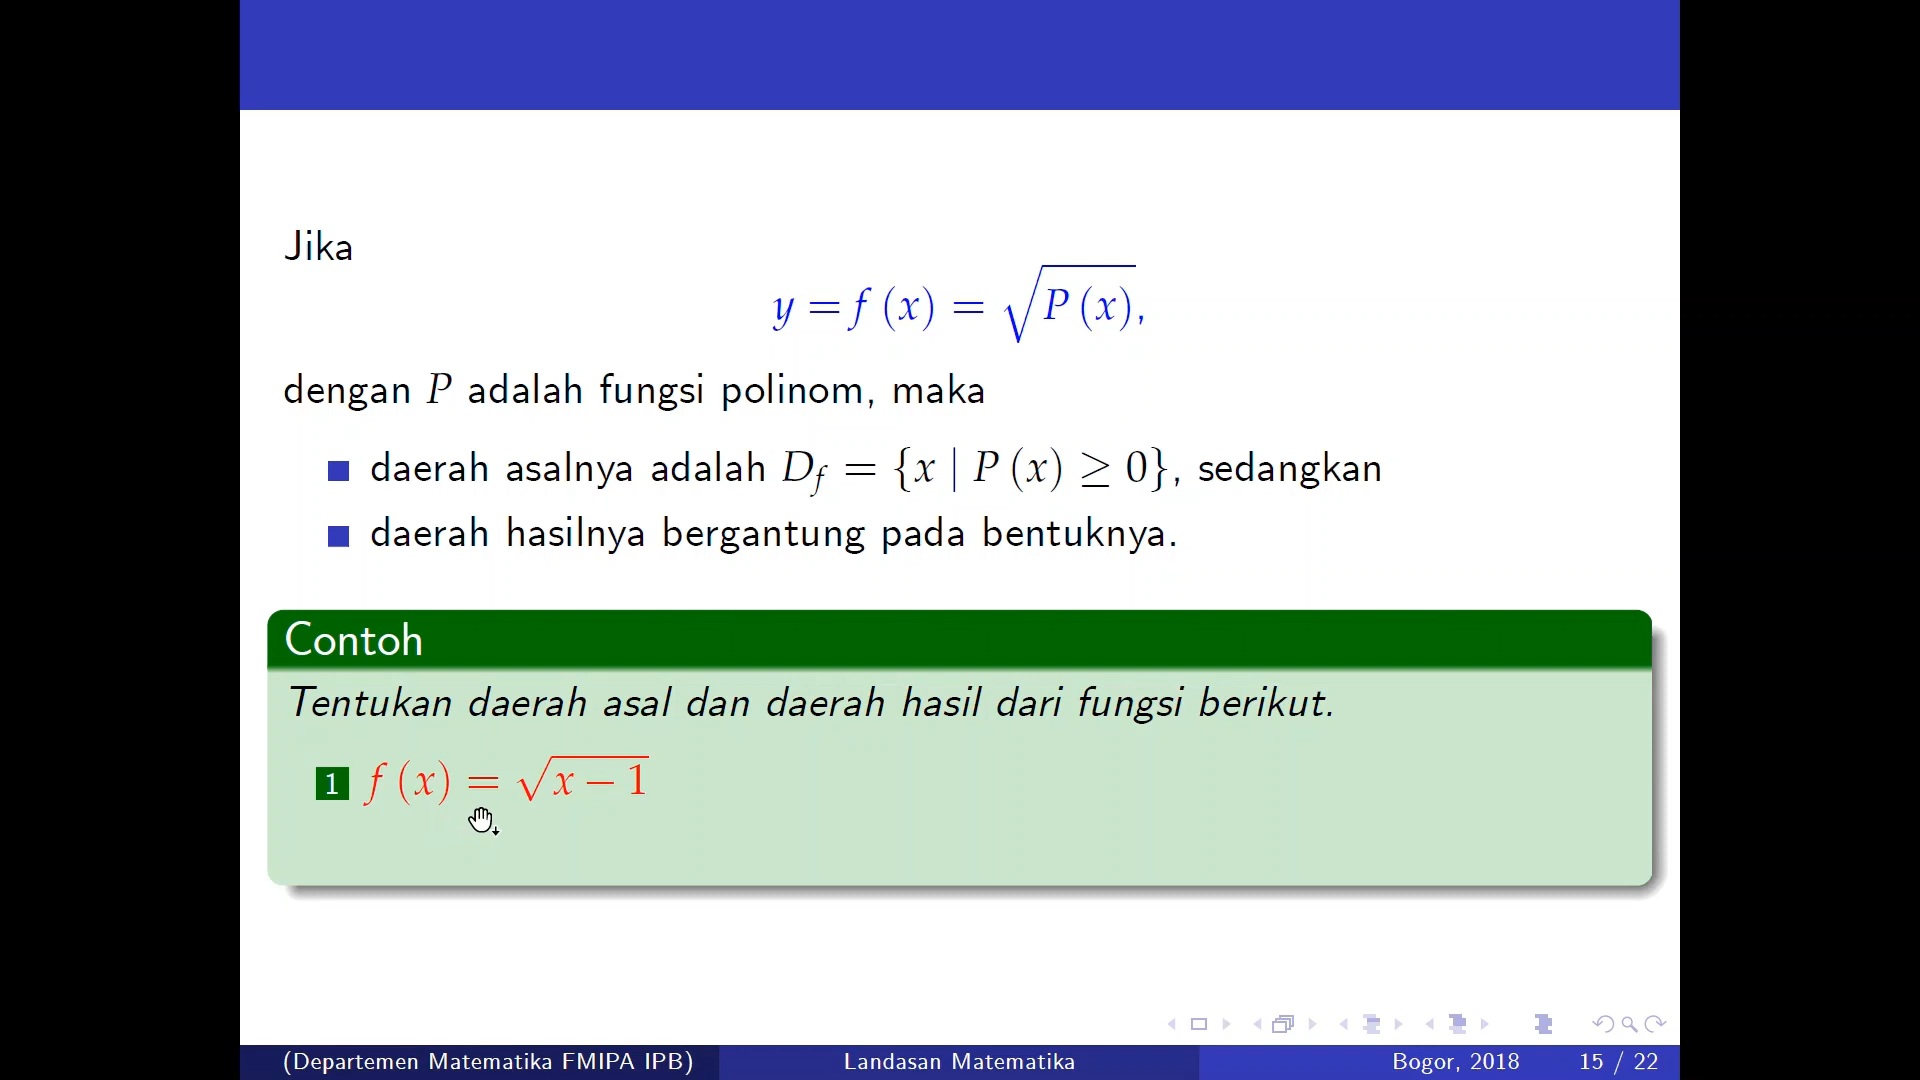 Jika
y = f (x) = √P (x),
dengan P adalah fungsi polinom, maka
daerah asalnya adalah D_f = {x | P (x) ≥ 0}, sedangkan
daerah hasilnya bergantung pada bentuknya.
Contoh
Tentukan daerah asal dan daerah hasil dari fungsi berikut.
1 f (x) = √x − 1
(Departemen Matematika FMIPA IPB) Landasan Matematika Bogor, 2018 15 / 22